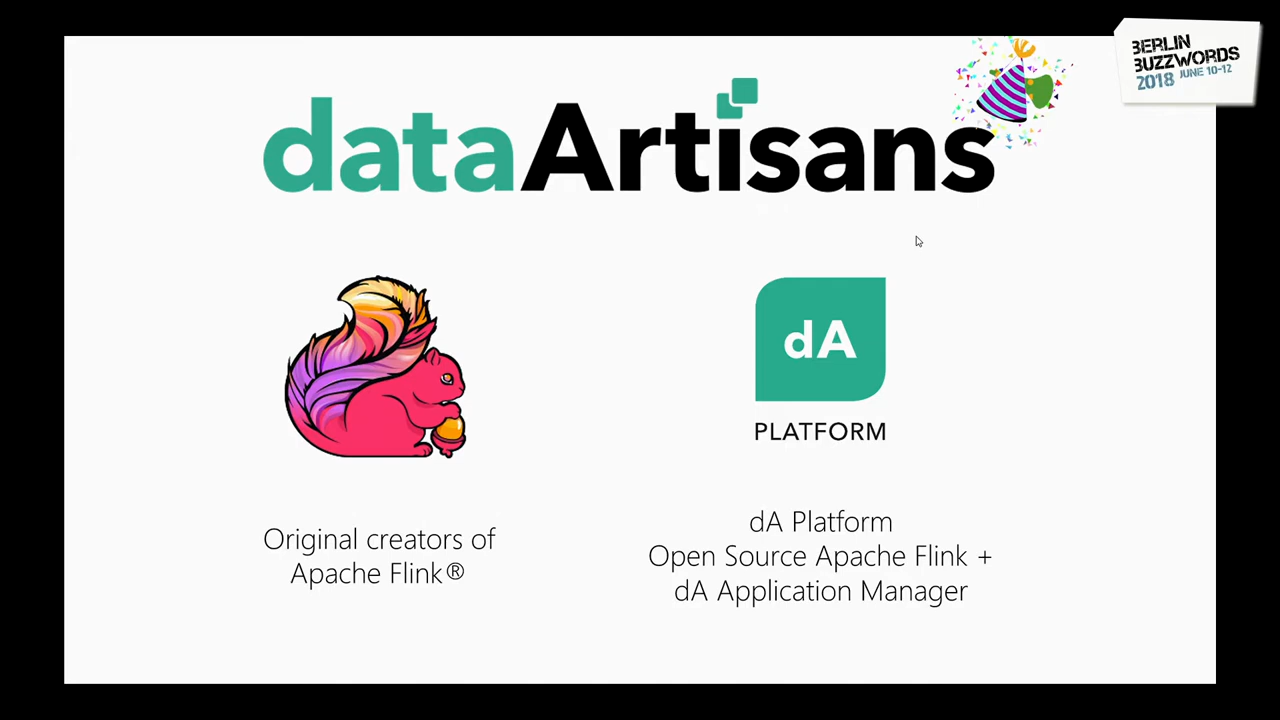 BERLIN
BUZZWORDS
2018 JUNE 10-12
dataArtisans
dA
PLATFORM
Original creators of
Apache Flink®
dA Platform
Open Source Apache Flink +
dA Application Manager